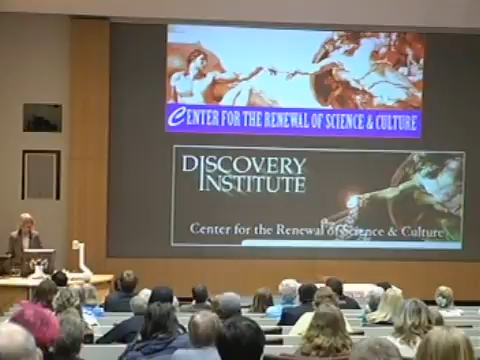 CENTER FOR THE RENEWAL OF SCIENCE & CULTURE
DISCOVERY
INSTITUTE
Center for the Renewal of Science & Culture